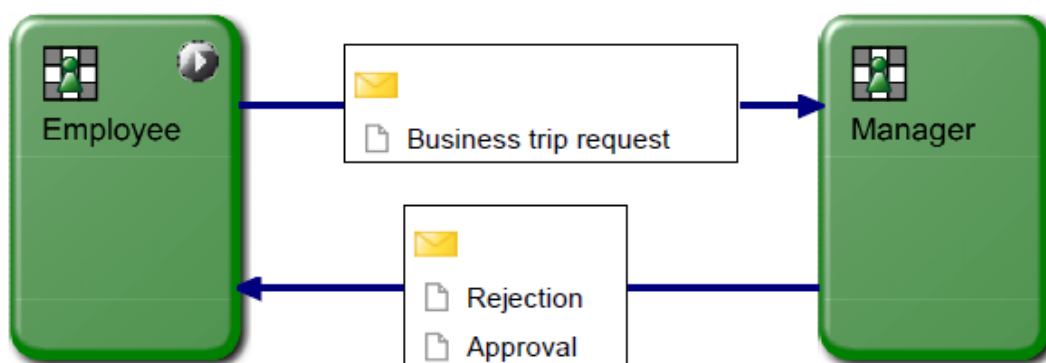 Employee
Business trip request
Manager
Rejection
Approval